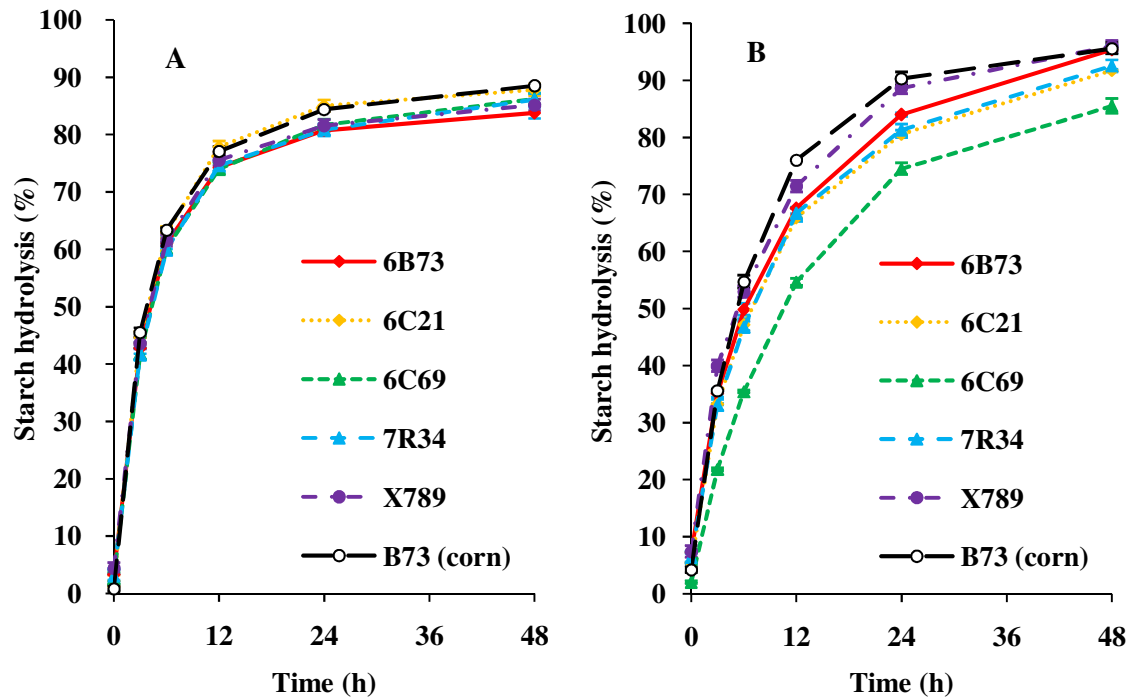 A
Starch hydrolysis (%)
100
90
80
70
60
50
40
30
20
10
0
6B73
6C21
6C69
7R34
X789
B73 (corn)
0 12 24 36 48
Time (h)
B
Starch hydrolysis (%)
100
90
80
70
60
50
40
30
20
10
0
6B73
6C21
6C69
7R34
X789
B73 (corn)
0 12 24 36 48
Time (h)